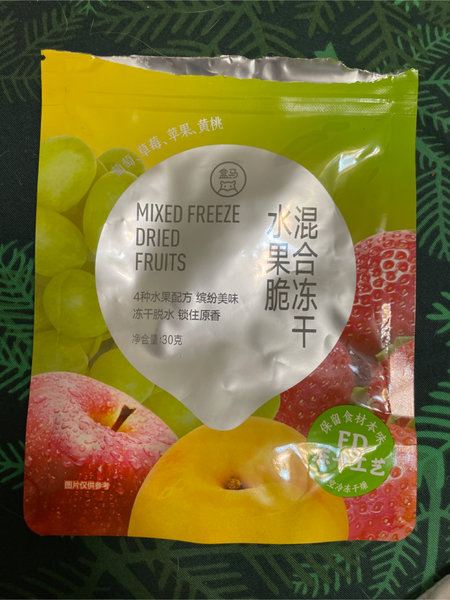 葡萄、草莓、苹果、黄桃
盒马
MIXED FREEZE
DRIED
FRUITS
混合冻干
水果脆
4种水果配方 缤纷美味
冻干脱水 锁住原香
净含量:30克
保留食材本味
FD
工艺
图片仅供参考